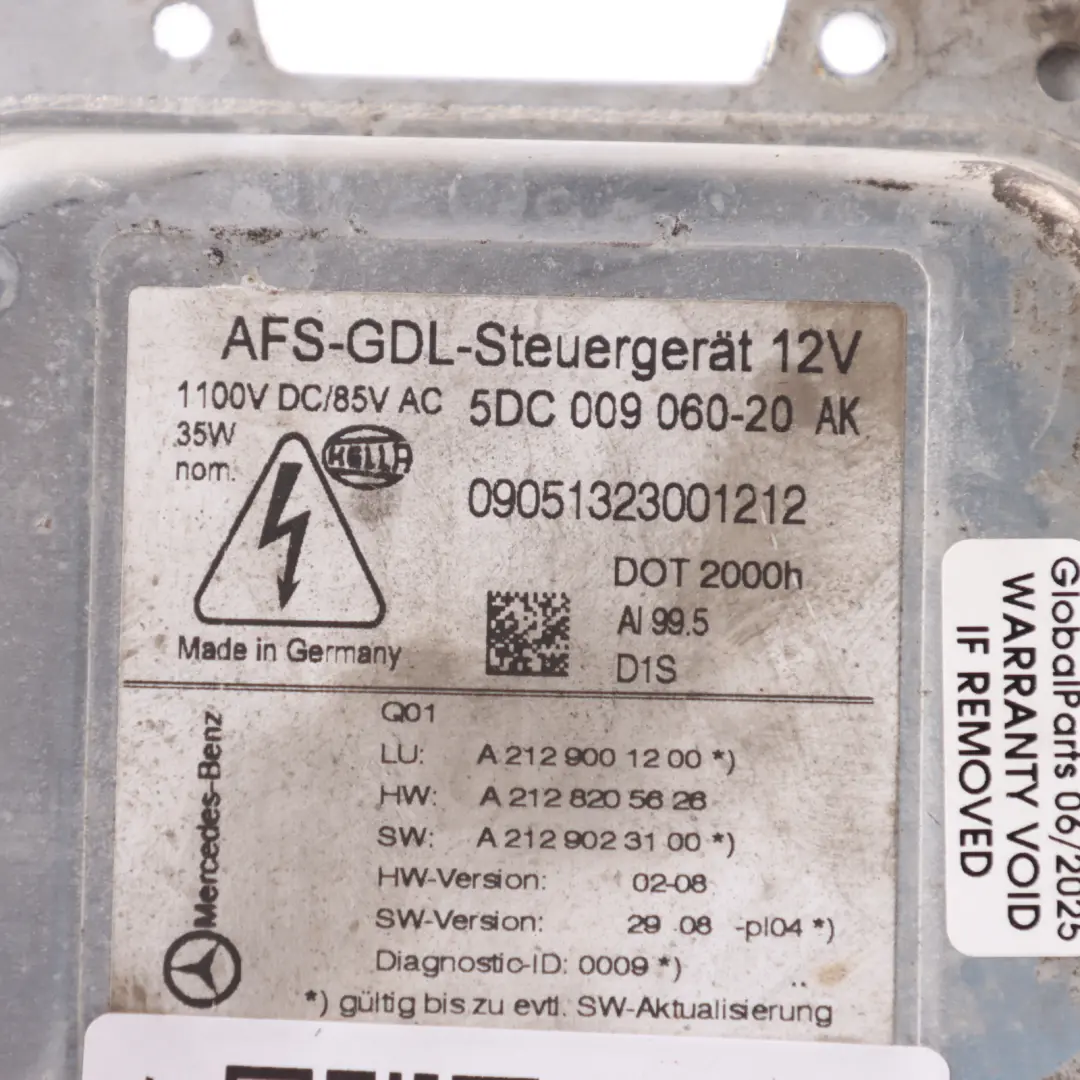 AFS-GDL-Steuergerät 12V
1100V DC/85V AC 5DC 009 060-20 AK
35W
nom.
HELLA
09051323001212
DOT 2000h
Al 99.5
D1S
Made in Germany
Mercedes-Benz
Q01
LU: A 212 900 12 00 *)
HW: A 212 820 56 26
SW: A 212 902 31 00 *)
HW-Version: 02-08
SW-Version: 29 .08 -pl04 *)
Diagnostic-ID: 0009 *)
*) gültig bis zu evtl. SW-Aktualisierung
GlobalParts 06/2025
WARRANTY VOID
IF REMOVED